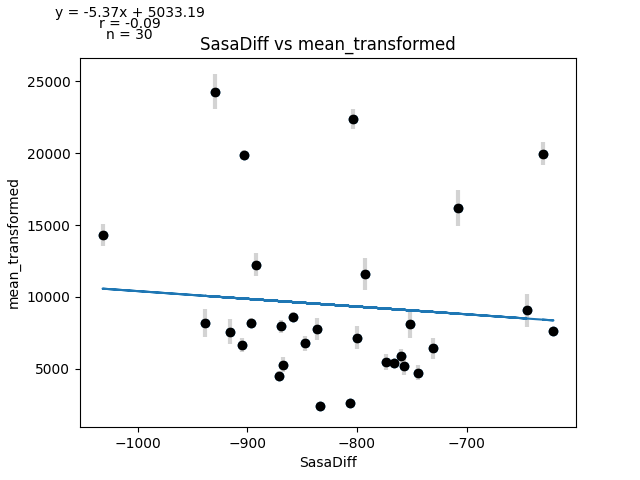 y = -5.37x + 5033.19
r = -0.09
n = 30
SasaDiff vs mean_transformed
25000
20000
15000
10000
5000
mean_transformed
−1000
−900
−800
−700
SasaDiff